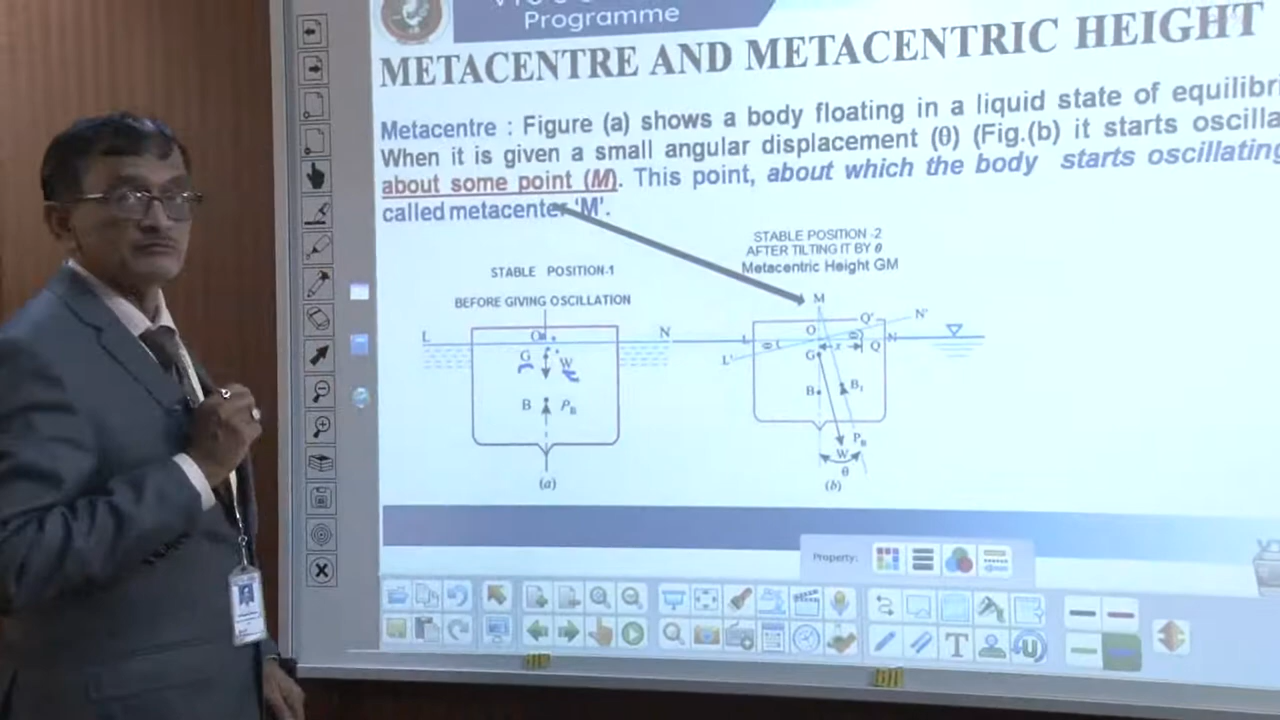 Programme
METACENTRE AND METACENTRIC HEIGHT
Metacentre : Figure (a) shows a body floating in a liquid state of equilibri
When it is given a small angular displacement (θ) (Fig.(b) it starts oscilla
about some point (M). This point, about which the body starts oscillating
called metacenter 'M'.
STABLE POSITION -2
AFTER TILTING IT BY θ
Metacentric Height GM
STABLE POSITION-1
BEFORE GIVING OSCILLATION
M
L
O
N
L
O
Q'
N'
G
W
L'
G
x
Q
N
B
P_B
B
B₁
P_B
W
θ
(a)
(b)
Property:
T